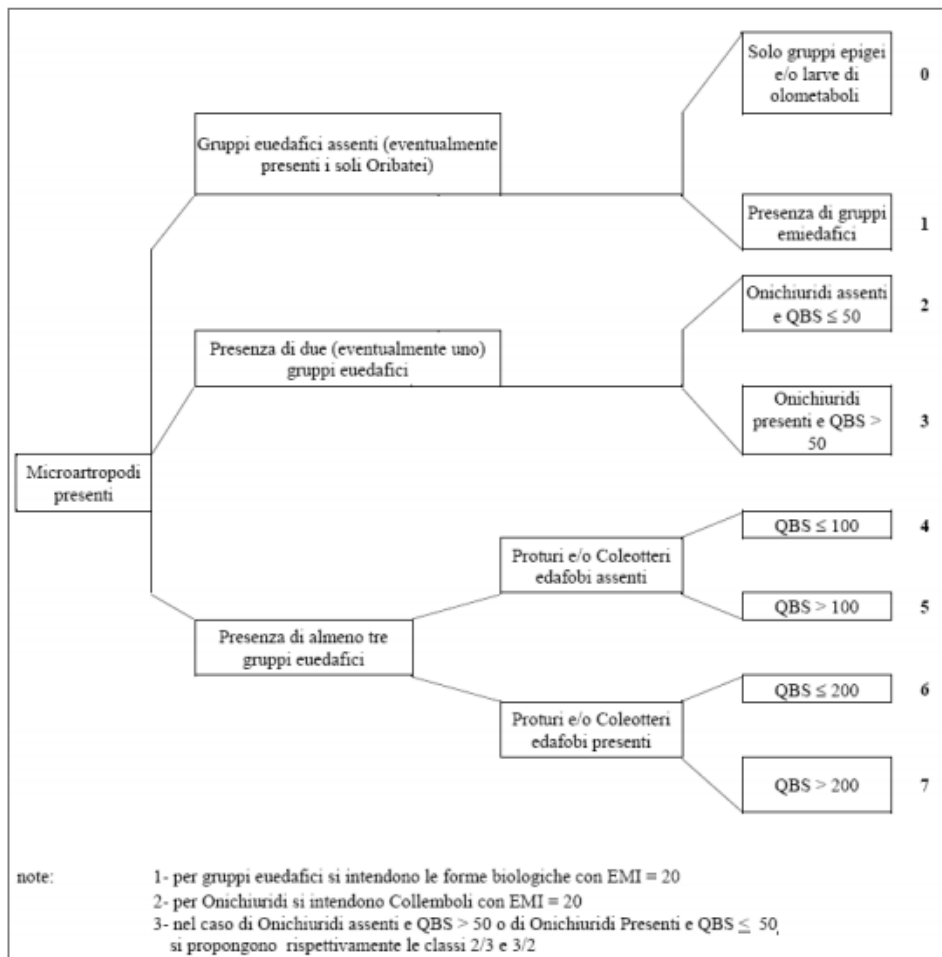 Solo gruppi epigei
e/o larve di
olometaboli
0
Gruppi euedafici assenti (eventualmente
presenti i soli Oribatei)
Presenza di gruppi
emiedafici
1
Onichiuridi assenti
e QBS ≤ 50
2
Presenza di due (eventualmente uno)
gruppi euedafici
Onichiuridi
presenti e QBS >
50
3
Microartropodi
presenti
QBS ≤ 100
4
Proturi e/o Coleotteri
edafobi assenti
QBS > 100
5
Presenza di almeno tre
gruppi euedafici
QBS ≤ 200
6
Proturi e/o Coleotteri
edafobi presenti
QBS > 200
7
note:
1- per gruppi euedafici si intendono le forme biologiche con EMI = 20
2- per Onichiuridi si intendono Collemboli con EMI = 20
3- nel caso di Onichiuridi assenti e QBS > 50 o di Onichiuridi Presenti e QBS ≤ 50,
si propongono rispettivamente le classi 2/3 e 3/2